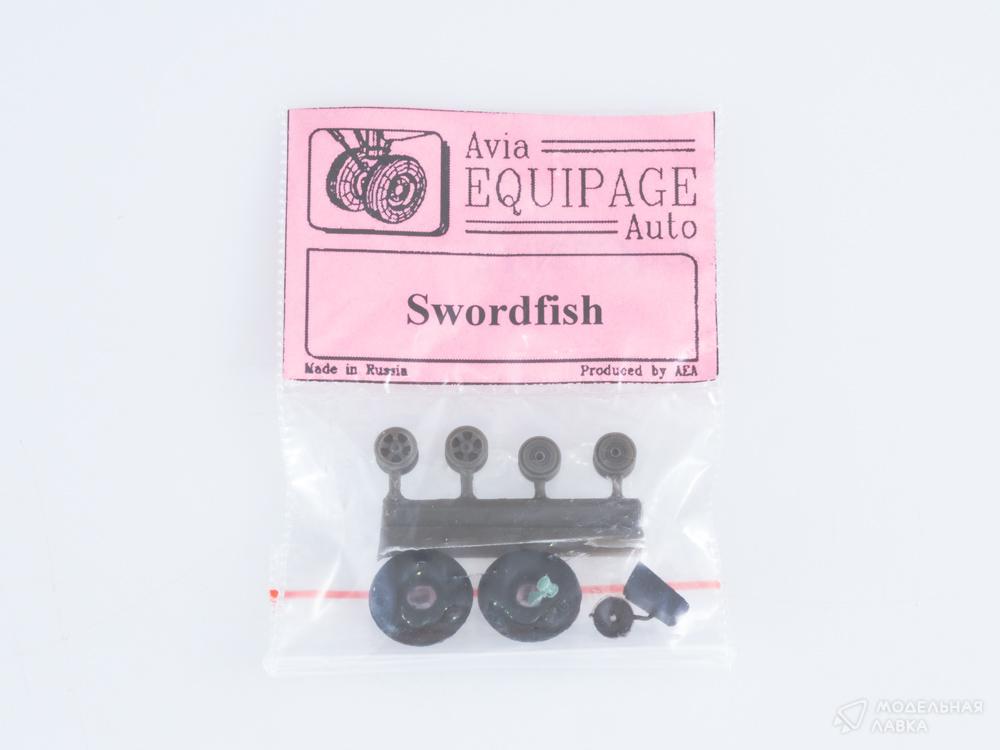 Avia
EQUIPAGE
Auto
Swordfish
Made in Russia
Produced by AEA
МОДЕЛЬНАЯ
ЛАВКА